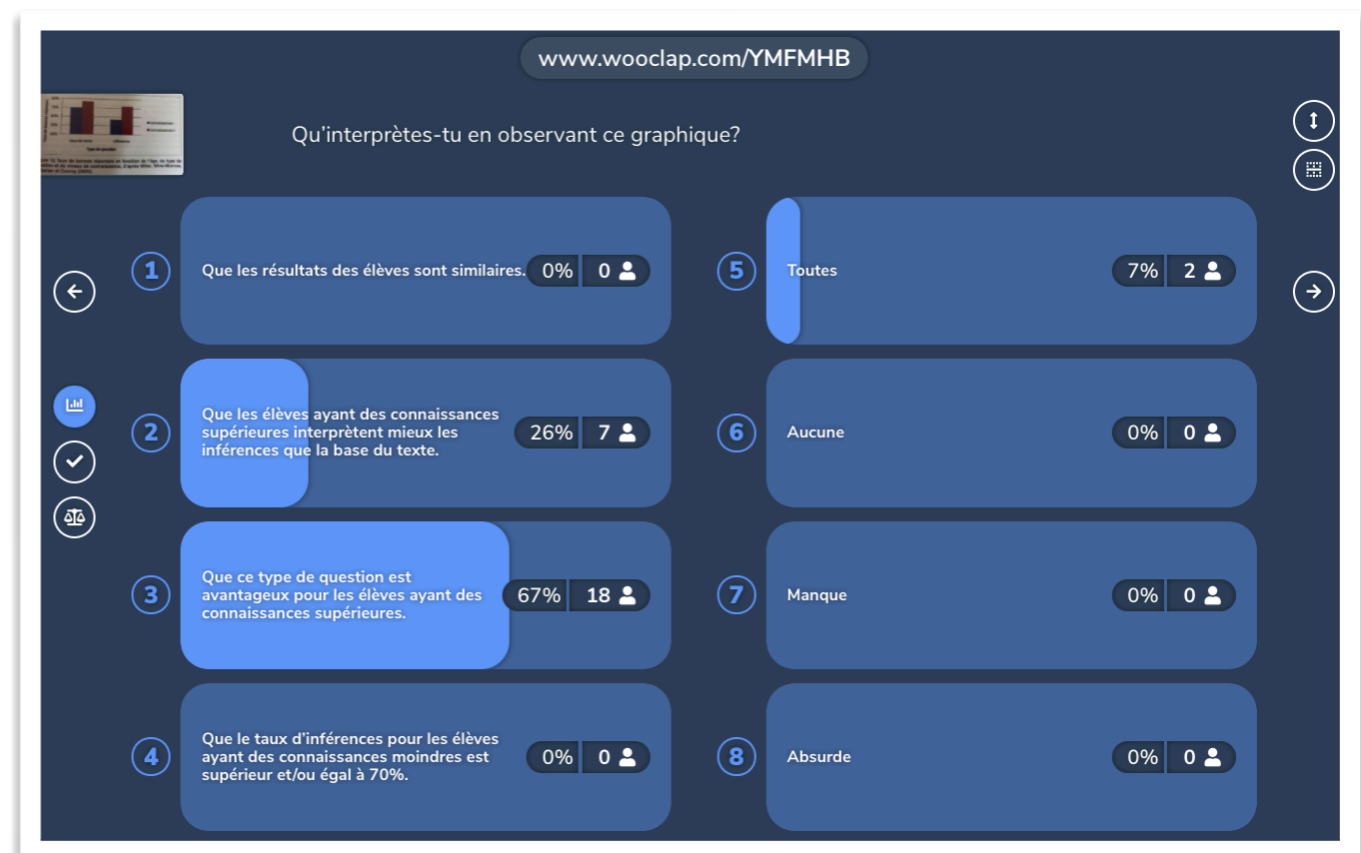 www.wooclap.com/YMFMHB
Qu'interprètes-tu en observant ce graphique?
1
Que les résultats des élèves sont similaires.
0%
0
2
Que les élèves ayant des connaissances
supérieures interprètent mieux les
inférences que la base du texte.
26%
7
3
Que ce type de question est
avantageux pour les élèves ayant des
connaissances supérieures.
67%
18
4
Que le taux d'inférences pour les élèves
ayant des connaissances moindres est
supérieur et/ou égal à 70%.
0%
0
5
Toutes
7%
2
6
Aucune
0%
0
7
Manque
0%
0
8
Absurde
0%
0